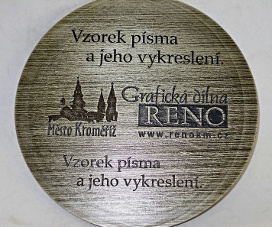 Vzorek písma
a jeho vykreslení.
Město Kroměříž
Grafická dílna
RENO
www.renokm.cz
Vzorek písma
a jeho vykreslení.